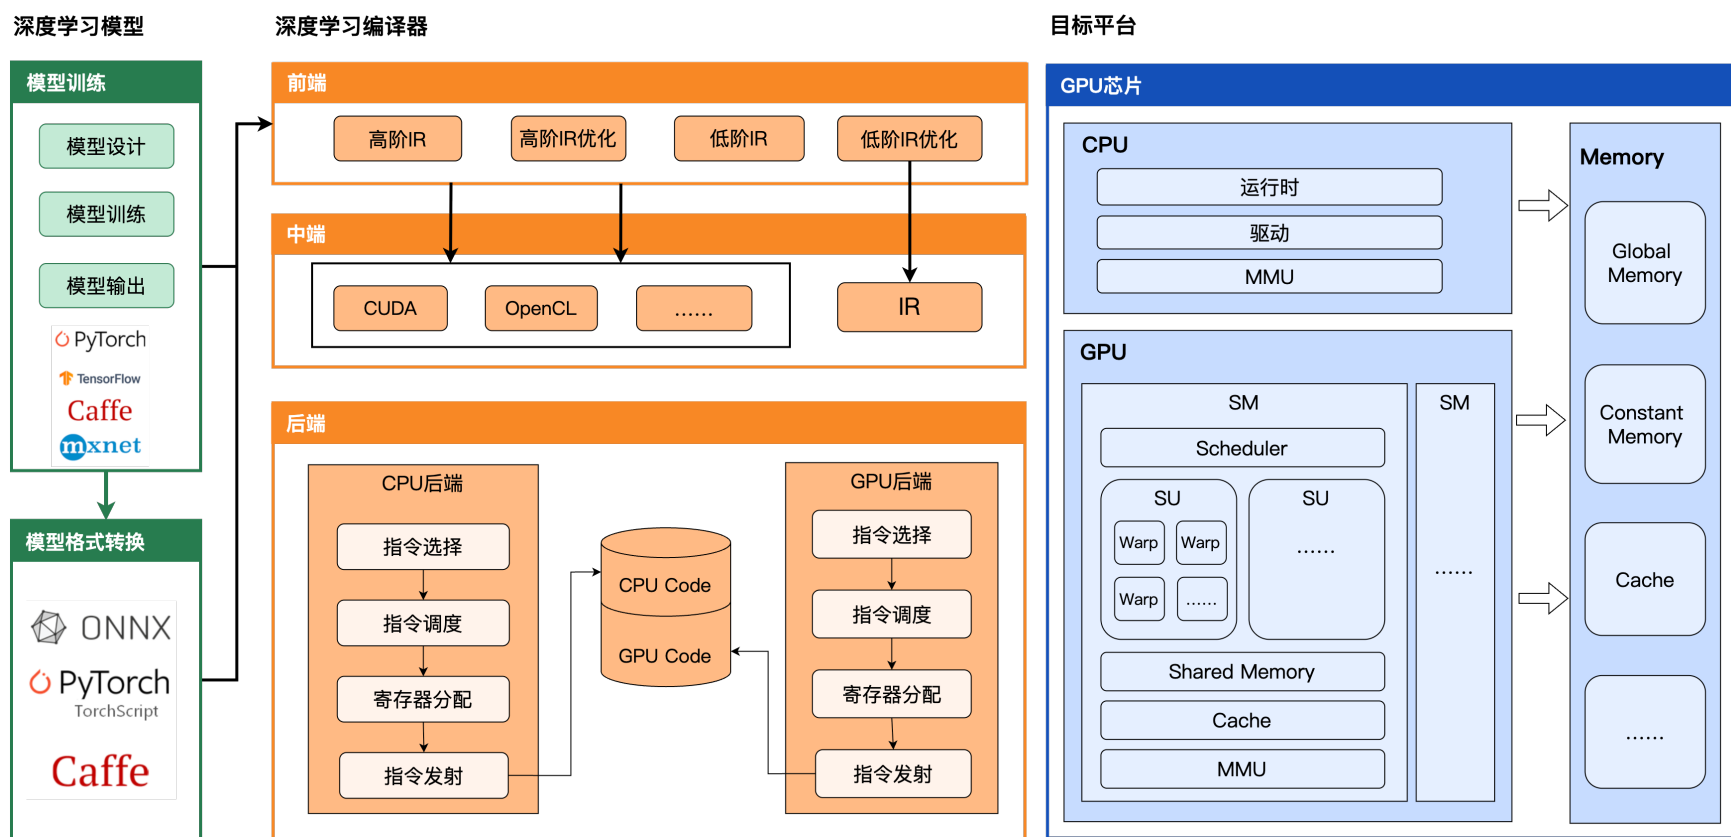 深度学习模型
模型训练
模型设计
模型训练
模型输出
PyTorch
TensorFlow
Caffe
mxnet
模型格式转换
ONNX
PyTorch
TorchScript
Caffe
深度学习编译器
前端
高阶IR
高阶IR优化
低阶IR
低阶IR优化
中端
CUDA
OpenCL
......
IR
后端
CPU后端
指令选择
指令调度
寄存器分配
指令发射
CPU Code
GPU Code
GPU后端
指令选择
指令调度
寄存器分配
指令发射
目标平台
GPU芯片
CPU
运行时
驱动
MMU
GPU
SM
Scheduler
SU
Warp
Warp
Warp
......
SU
......
Shared Memory
Cache
MMU
SM
......
Memory
Global
Memory
Constant
Memory
Cache
......